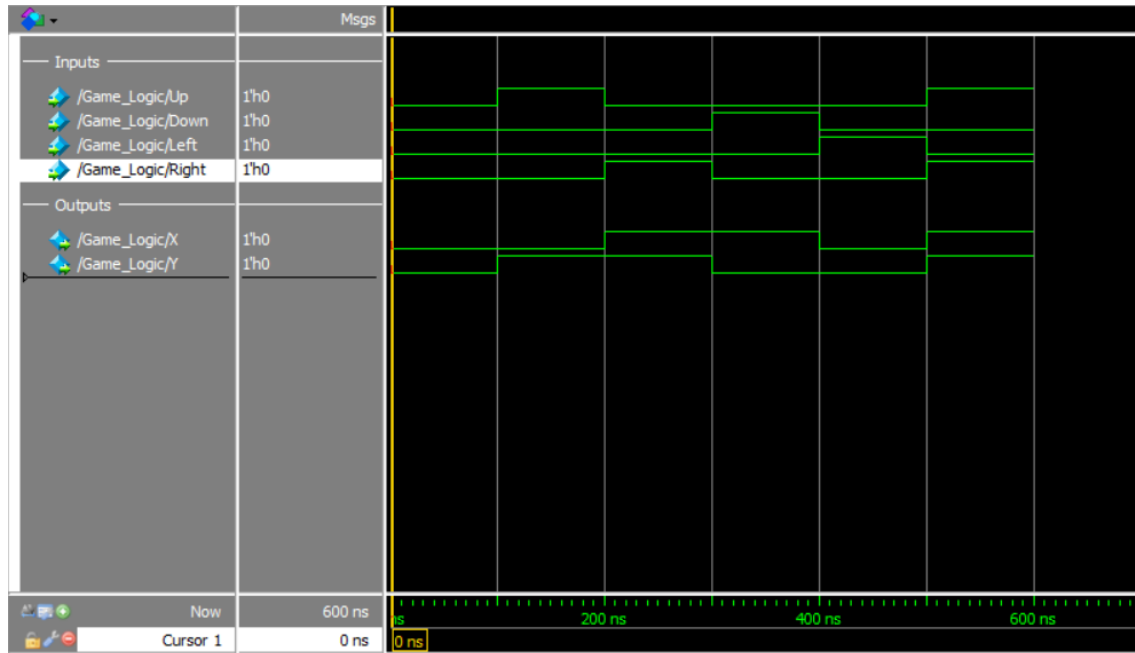 Msgs
Inputs
/Game_Logic/Up 1'h0
/Game_Logic/Down 1'h0
/Game_Logic/Left 1'h0
/Game_Logic/Right 1'h0
Outputs
/Game_Logic/X 1'h0
/Game_Logic/Y 1'h0
Now 600 ns ns 200 ns 400 ns 600 ns
Cursor 1 0 ns 0 ns